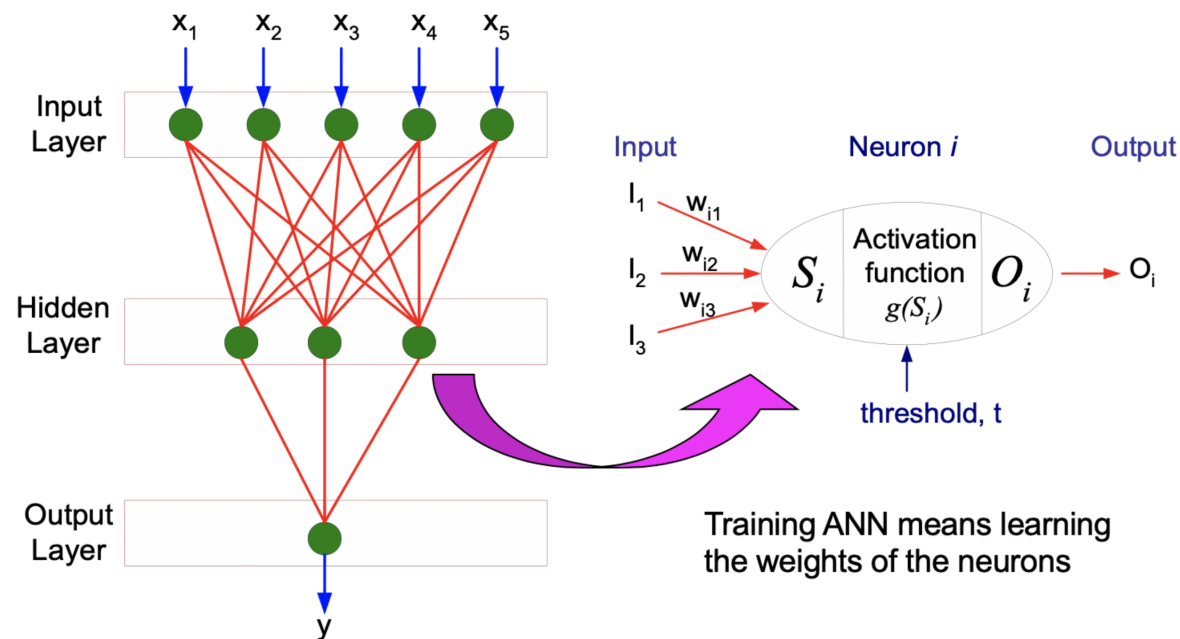 x1 x2 x3 x4 x5
Input
Layer
Hidden
Layer
Output
Layer
y
Input Neuron i Output
I1 wi1
I2 wi2
I3 wi3
Si
Activation
function
g(Si)
Oi
Oi
threshold, t
Training ANN means learning
the weights of the neurons